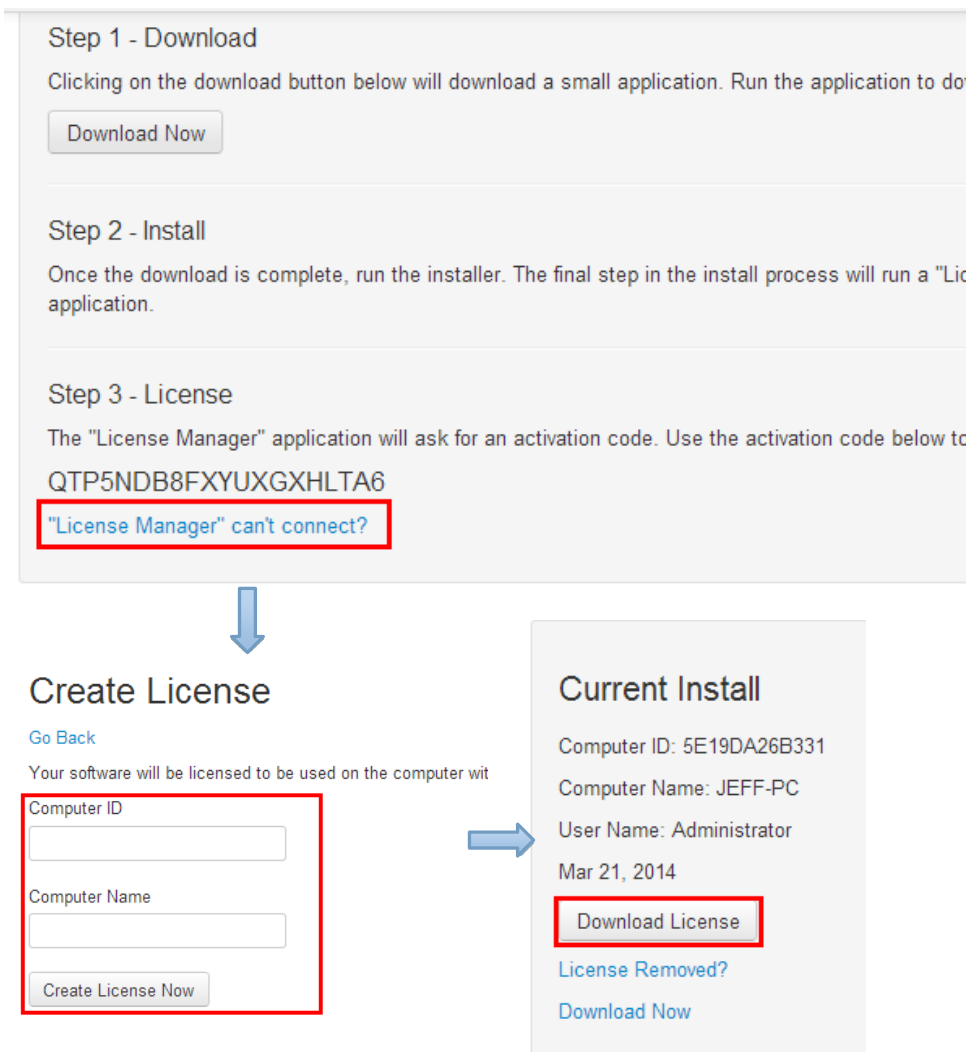 Step 1 - Download
Clicking on the download button below will download a small application. Run the application to
Download Now
Step 2 - Install
Once the download is complete, run the installer. The final step in the install process will run a
application.
Step 3 - License
The "License Manager" application will ask for an activation code. Use the activation code below
QTP5NDB8FXYUXGXHLTA6
"License Manager" can't connect?
Create License
Go Back
Your software will be licensed to be used on the computer
Computer ID
Computer Name
Create License Now
Current Install
Computer ID: 5E19DA26B331
Computer Name: JEFF-PC
User Name: Administrator
Mar 21, 2014
Download License
License Removed?
Download Now